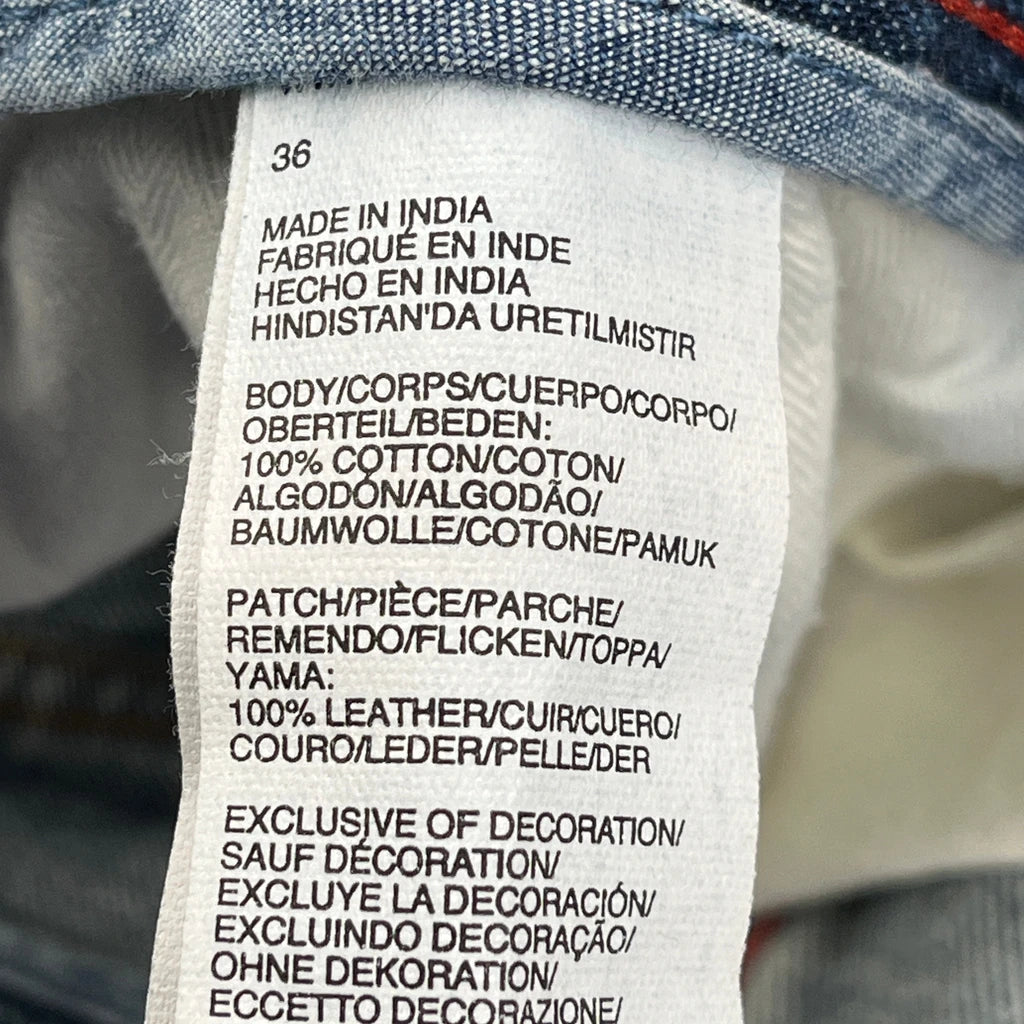 36
MADE IN INDIA
FABRIQUÉ EN INDE
HECHO EN INDIA
HINDISTAN'DA URETILMISTIR
BODY/CORPS/CUERPO/CORPO/
OBERTEIL/BEDEN:
100% COTTON/COTON/
ALGODÓN/ALGODÃO/
BAUMWOLLE/COTONE/PAMUK
PATCH/PIÈCE/PARCHE/
REMENDO/FLICKEN/TOPPA/
YAMA:
100% LEATHER/CUIR/CUERO/
COURO/LEDER/PELLE/DER
EXCLUSIVE OF DECORATION/
SAUF DÉCORATION/
EXCLUYE LA DECORACIÓN/
EXCLUINDO DECORAÇÃO/
OHNE DEKORATION/
ECCETTO DECORAZIONE/